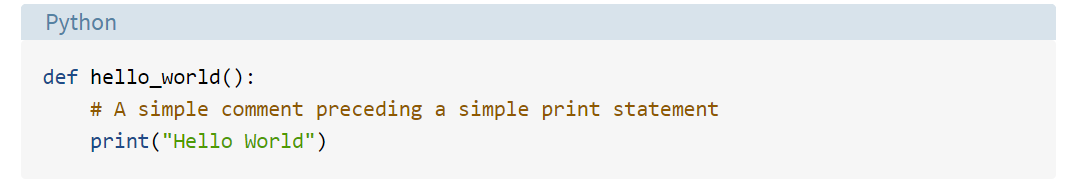 Python
def hello_world():
    # A simple comment preceding a simple print statement
    print("Hello World")